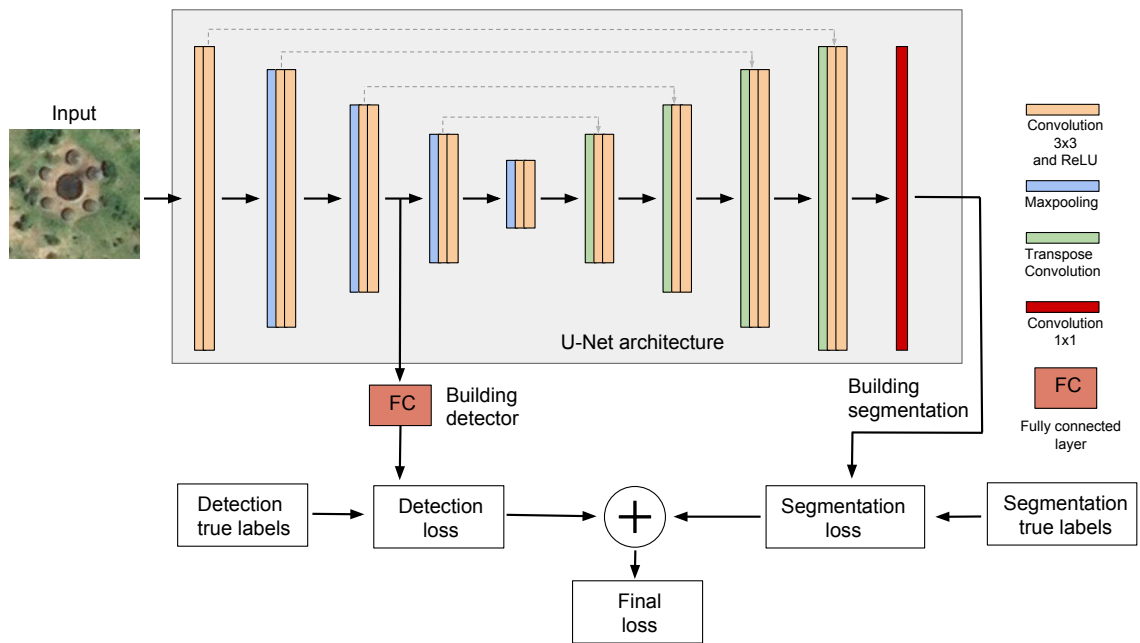 Input
U-Net architecture
Convolution
3x3
and ReLU
Maxpooling
Transpose
Convolution
Convolution
1x1
FC
Fully connected
layer
FC
Building
detector
Building
segmentation
Detection
true labels
Detection
loss
+
Segmentation
loss
Segmentation
true labels
Final
loss